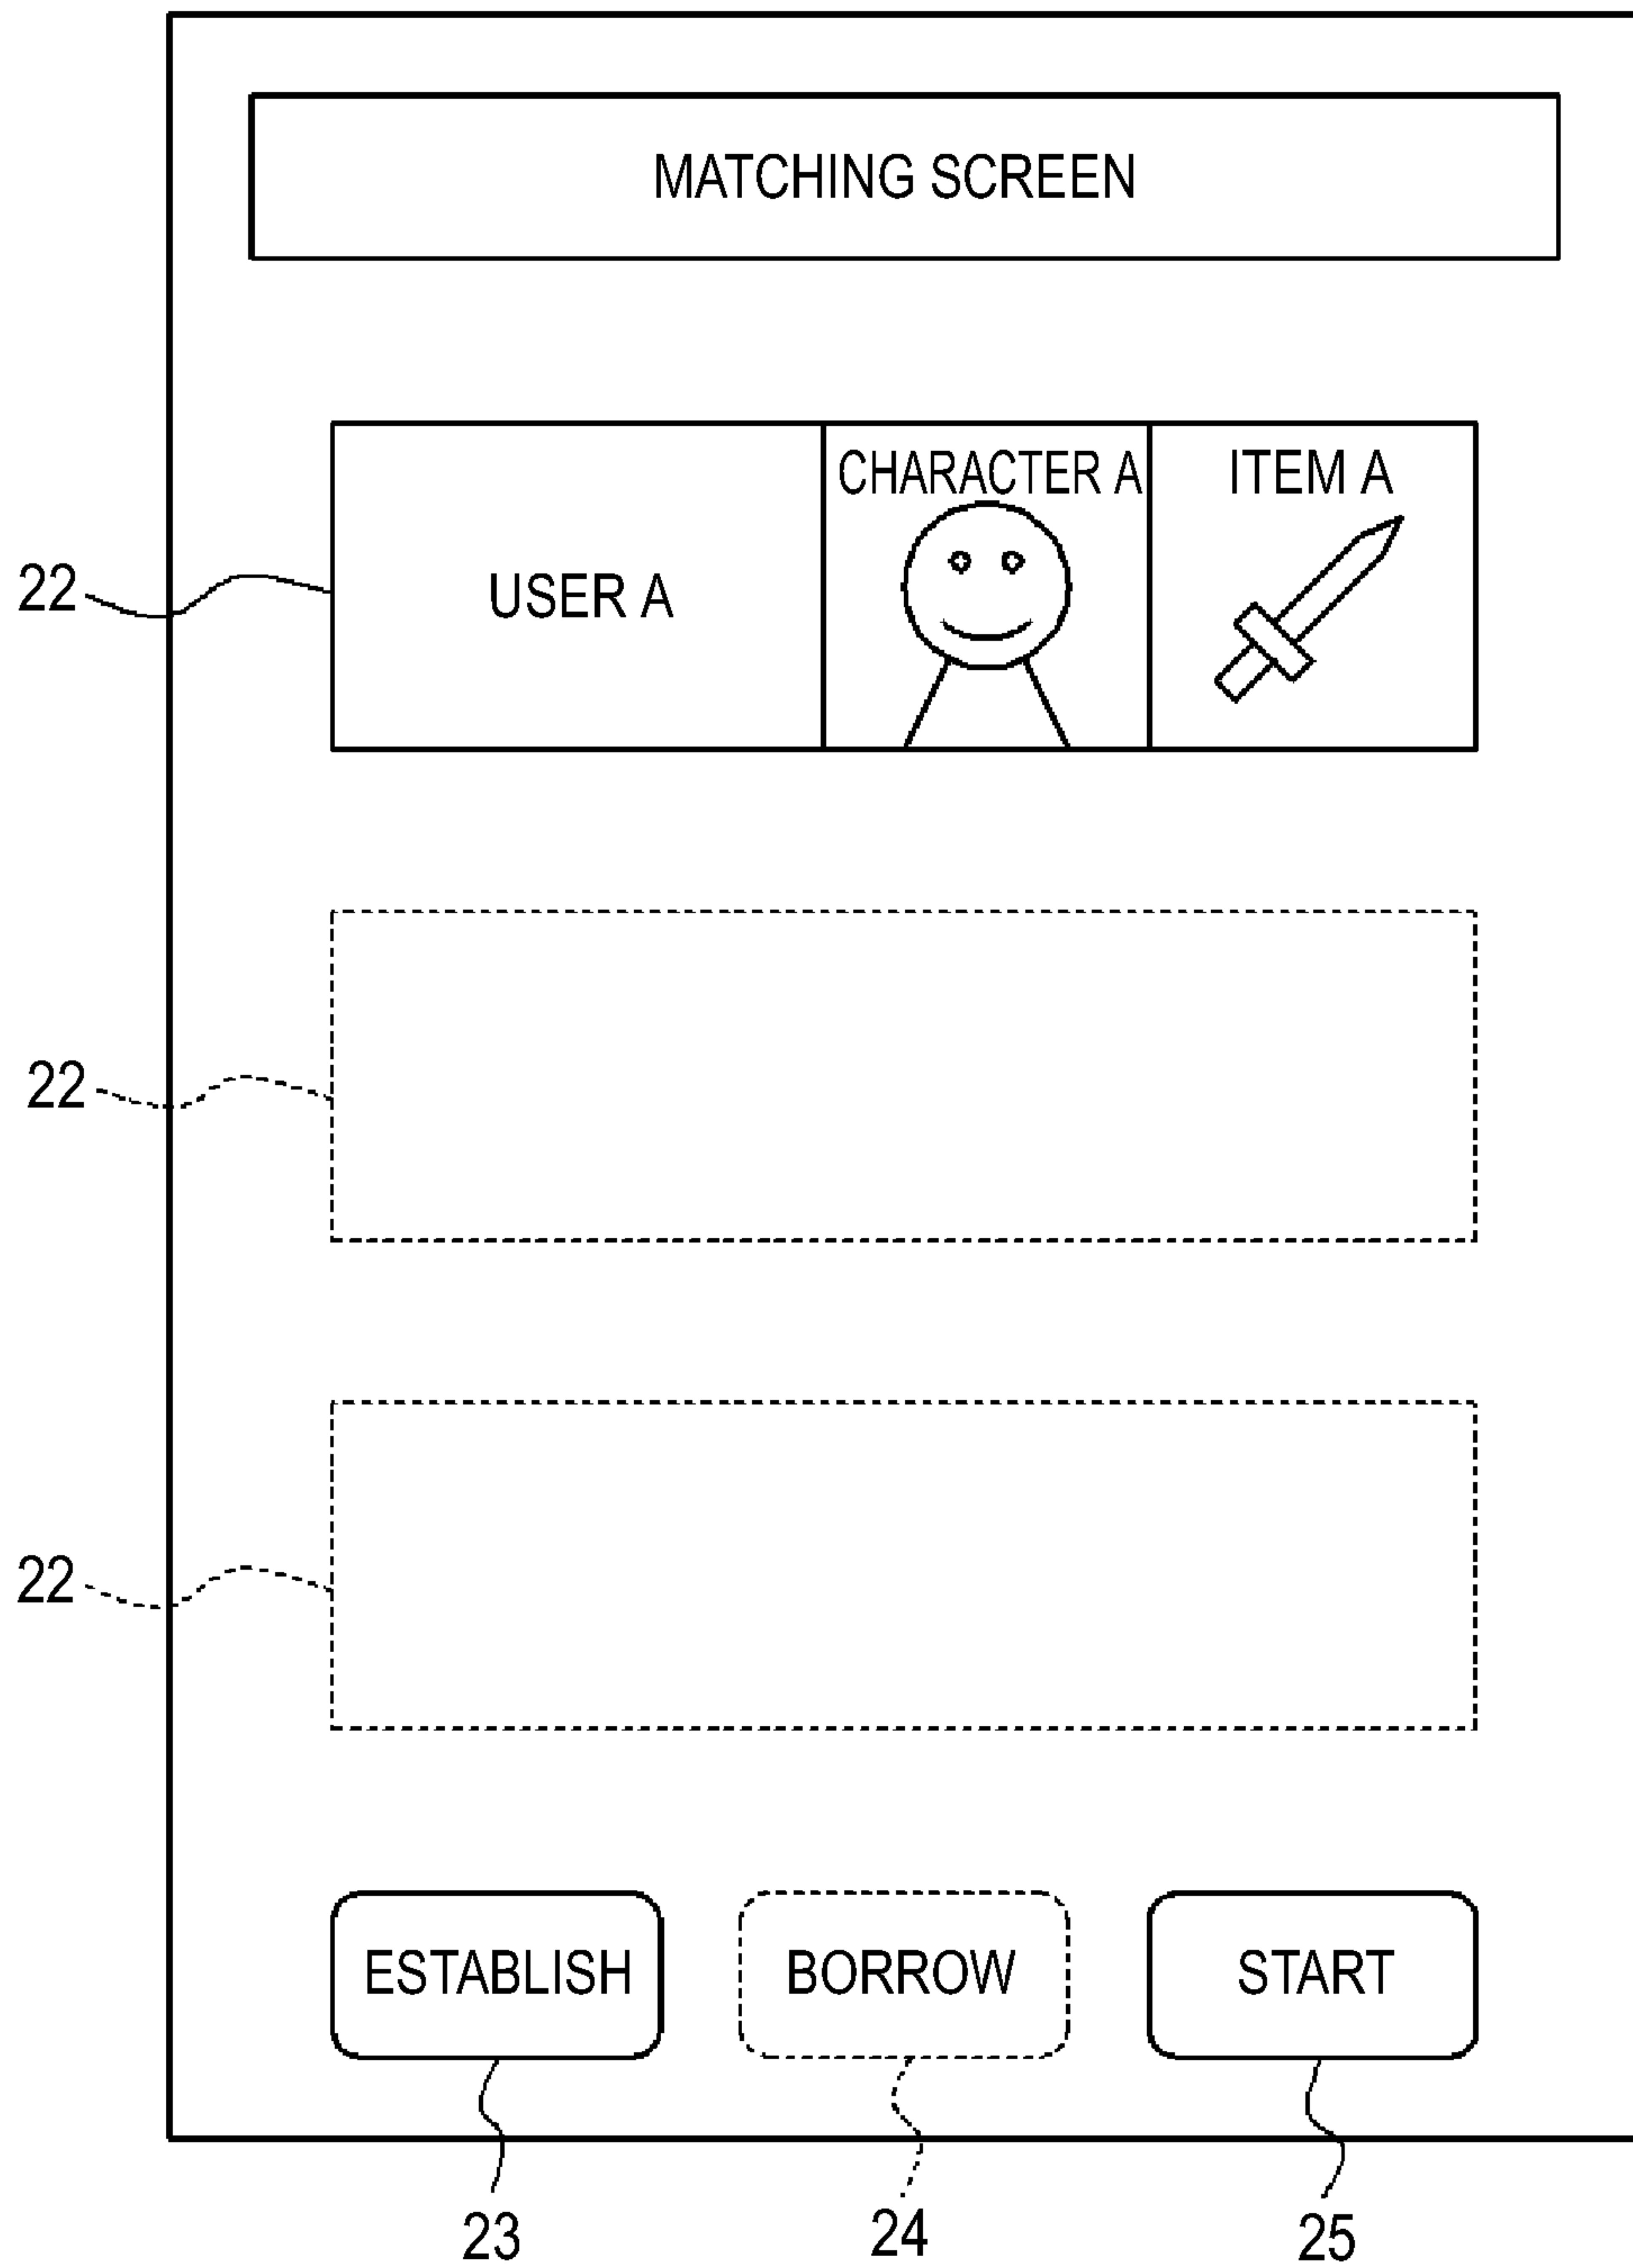 MATCHING SCREEN
CHARACTER A
ITEM A
22
USER A
22
22
ESTABLISH
BORROW
START
23
24
25